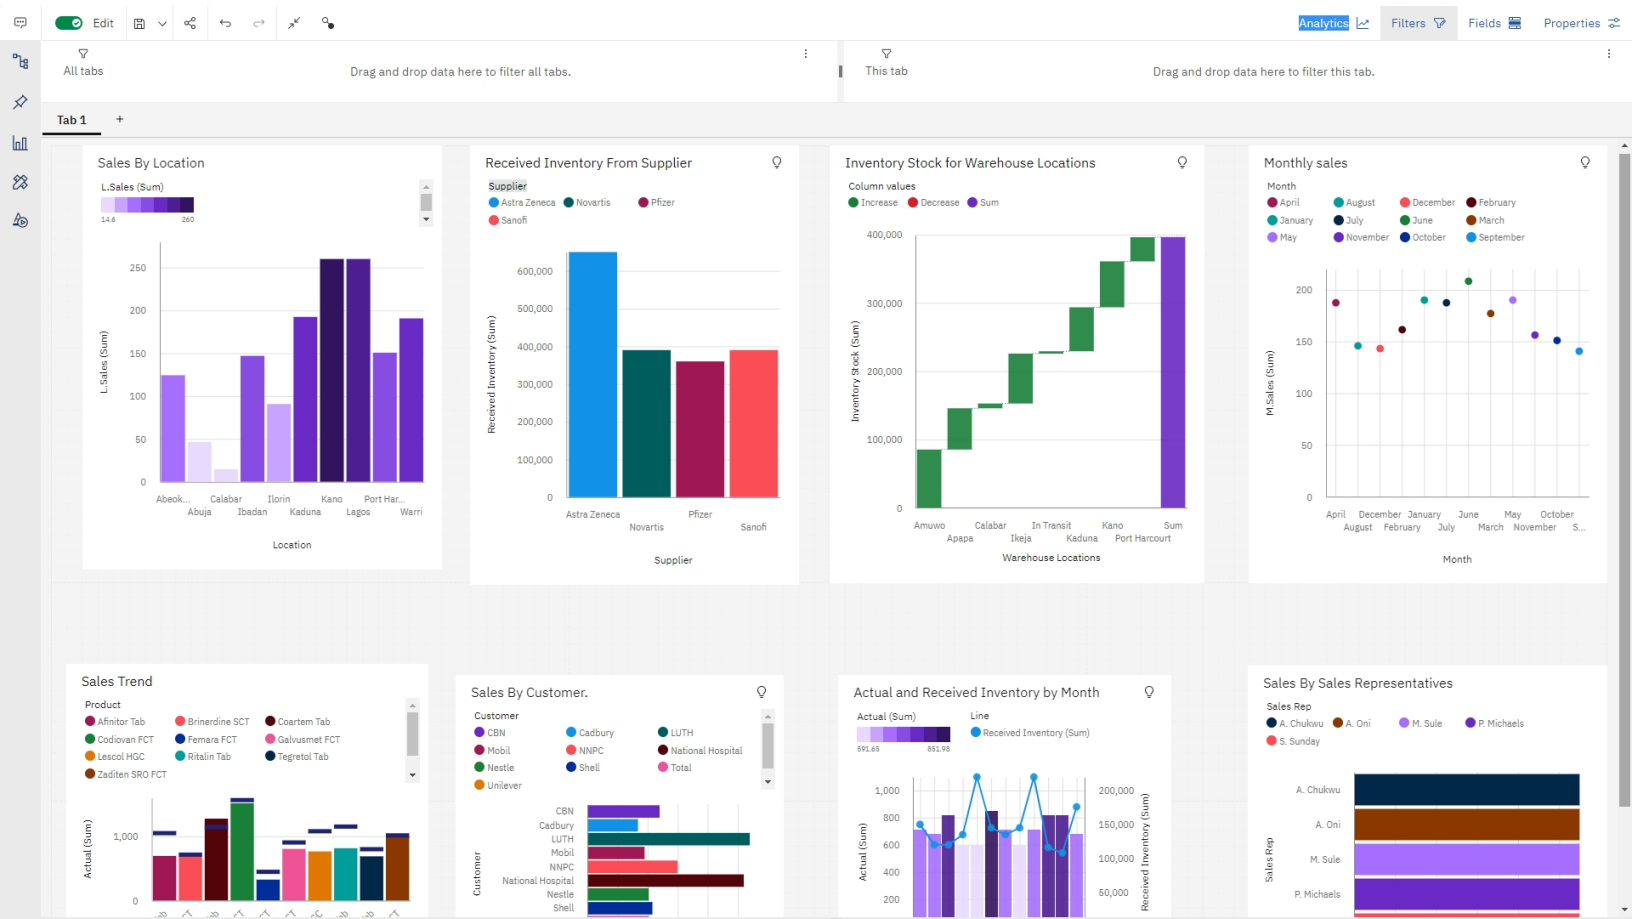 Edit
Analytics
Filters
Fields
Properties
All tabs
Drag and drop data here to filter all tabs.
This tab
Drag and drop data here to filter this tab.
Tab 1
+
Sales By Location
L.Sales (Sum)
14.6 260
L.Sales (Sum)
250
200
150
100
50
0
Abeok... Calabar Ilorin Kano Port Har...
Abuja Ibadan Kaduna Lagos Warri
Location
Received Inventory From Supplier
Supplier
Astra Zeneca Novartis Pfizer
Sanofi
Received Inventory (Sum)
600,000
500,000
400,000
300,000
200,000
100,000
0
Astra Zeneca Pfizer
Novartis Sanofi
Supplier
Inventory Stock for Warehouse Locations
Column values
Increase Decrease Sum
Inventory Stock (Sum)
400,000
300,000
200,000
100,000
0
Amuwo Calabar In Transit Kano Sum
Apapa Ikeja Kaduna Port Harcourt
Warehouse Locations
Monthly sales
Month
April August December February
January July June March
May November October September
M.Sales (Sum)
200
150
100
50
0
April December January June May October
August February July March November S...
Month
Sales Trend
Product
Afinitor Tab Brinerdine SCT Coartem Tab
Codiovan FCT Femara FCT Galvusmet FCT
Lescol HGC Ritalin Tab Tegretol Tab
Zaditen SRO FCT
Actual (Sum)
1,000
0
Sales By Customer.
Customer
CBN Cadbury LUTH
Mobil NNPC National Hospital
Nestle Shell Total
Unilever
Customer
CBN
Cadbury
LUTH
Mobil
NNPC
National Hospital
Nestle
Shell
Actual and Received Inventory by Month
Actual (Sum) Line
Received Inventory (Sum)
591.65 851.98
Actual (Sum)
1,000
800
600
400
200
200,000
150,000
100,000
50,000
Received Inventory (Sum)
Sales By Sales Representatives
Sales Rep
A. Chukwu A. Oni M. Sule P. Michaels
S. Sunday
Sales Rep
A. Chukwu
A. Oni
M. Sule
P. Michaels